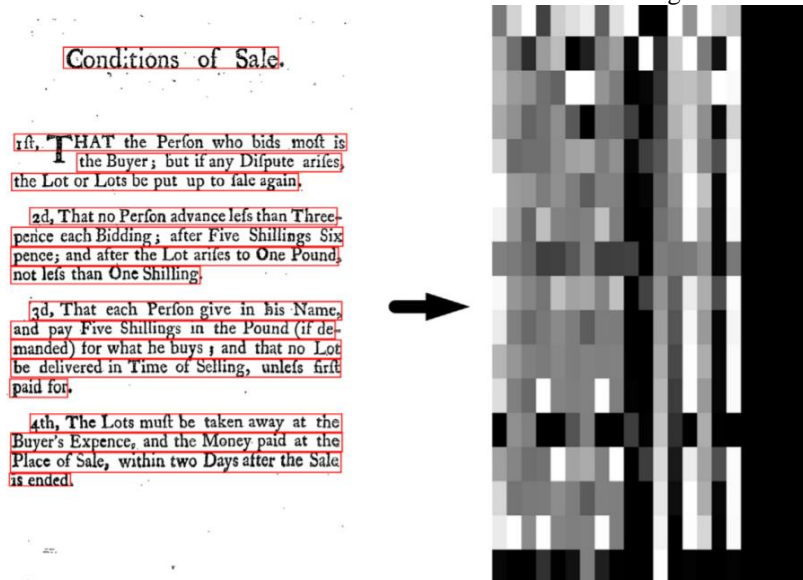 Conditions of Sale.
1ſt, THAT the Perſon who bids moſt is
the Buyer; but if any Diſpute ariſes,
the Lot or Lots be put up to ſale again.
2d, That no Perſon advance leſs than Three-
pence each Bidding; after Five Shillings Six
pence; and after the Lot ariſes to One Pound,
not leſs than One Shilling.
3d, That each Perſon give in his Name,
and pay Five Shillings in the Pound (if de-
manded) for what he buys; and that no Lot
be delivered in Time of Selling, unleſs firſt
paid for.
4th, The Lots muſt be taken away at the
Buyer's Expence, and the Money paid at the
Place of Sale, within two Days after the Sale
is ended.